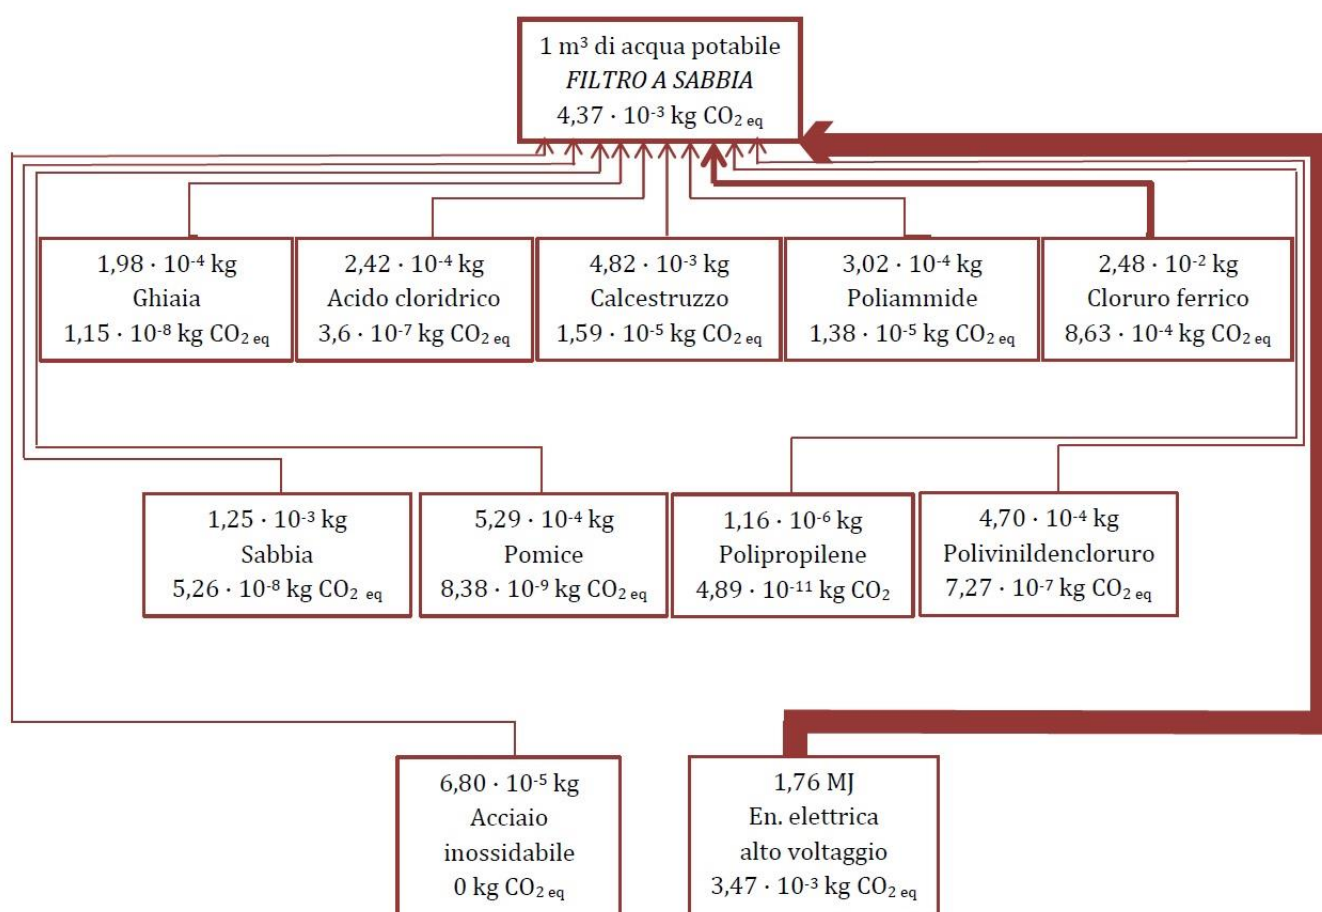 1 m³ di acqua potabile
FILTRO A SABBIA
4,37 · 10⁻³ kg CO₂ eq
1,98 · 10⁻⁴ kg
Ghiaia
1,15 · 10⁻⁸ kg CO₂ eq
2,42 · 10⁻⁴ kg
Acido cloridrico
3,6 · 10⁻⁷ kg CO₂ eq
4,82 · 10⁻³ kg
Calcestruzzo
1,59 · 10⁻⁵ kg CO₂ eq
3,02 · 10⁻⁴ kg
Poliammide
1,38 · 10⁻⁵ kg CO₂ eq
2,48 · 10⁻² kg
Cloruro ferrico
8,63 · 10⁻⁴ kg CO₂ eq
1,25 · 10⁻³ kg
Sabbia
5,26 · 10⁻⁸ kg CO₂ eq
5,29 · 10⁻⁴ kg
Pomice
8,38 · 10⁻⁹ kg CO₂ eq
1,16 · 10⁻⁶ kg
Polipropilene
4,89 · 10⁻¹¹ kg CO₂
4,70 · 10⁻⁴ kg
Polivinildencloruro
7,27 · 10⁻⁷ kg CO₂ eq
6,80 · 10⁻⁵ kg
Acciaio
inossidabile
0 kg CO₂ eq
1,76 MJ
En. elettrica
alto voltaggio
3,47 · 10⁻³ kg CO₂ eq